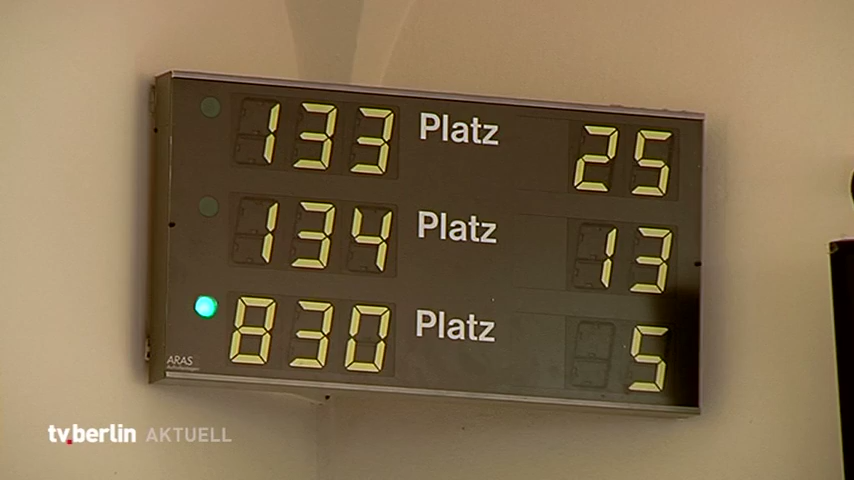 133 Platz 25
134 Platz 13
830 Platz 5
ARAS
tv.berlin AKTUELL